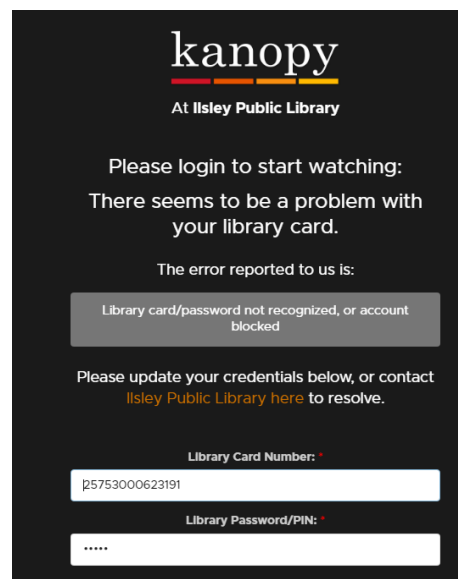 kanopy
At Ilsley Public Library
Please login to start watching:
There seems to be a problem with
your library card.
The error reported to us is:
Library card/password not recognized, or account
blocked
Please update your credentials below, or contact
Ilsley Public Library here to resolve.
Library Card Number: *
25753000623191
Library Password/PIN: *
•••••